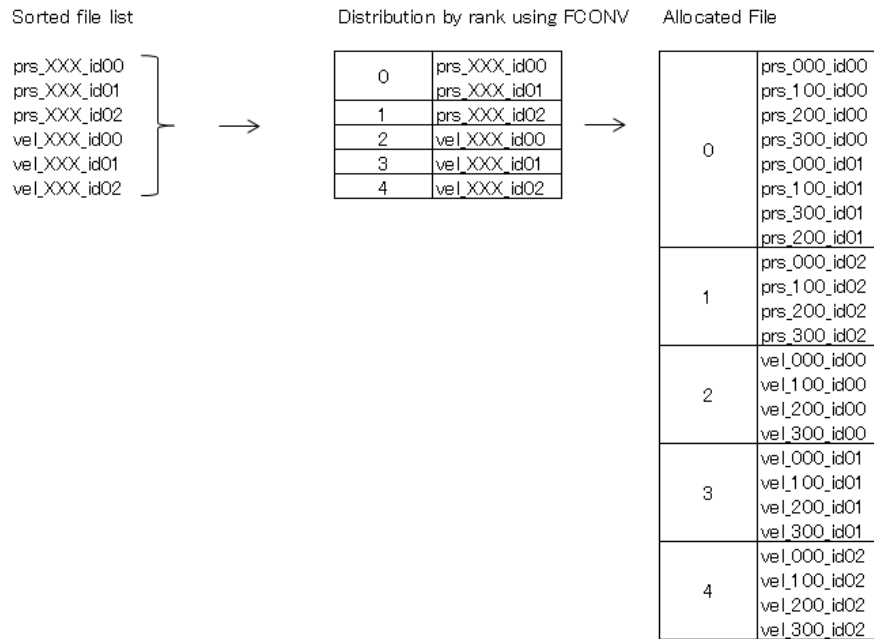 Sorted file list
prs_XXX_id00
prs_XXX_id01
prs_XXX_id02
vel_XXX_id00
vel_XXX_id01
vel_XXX_id02
Distribution by rank using FCONV
0
prs_XXX_id00
prs_XXX_id01
1
prs_XXX_id02
2
vel_XXX_id00
3
vel_XXX_id01
4
vel_XXX_id02
Allocated File
0
prs_000_id00
prs_100_id00
prs_200_id00
prs_300_id00
prs_000_id01
prs_100_id01
prs_300_id01
prs_200_id01
1
prs_000_id02
prs_100_id02
prs_200_id02
prs_300_id02
2
vel_000_id00
vel_100_id00
vel_200_id00
vel_300_id00
3
vel_000_id01
vel_100_id01
vel_200_id01
vel_300_id01
4
vel_000_id02
vel_100_id02
vel_200_id02
vel_300_id02